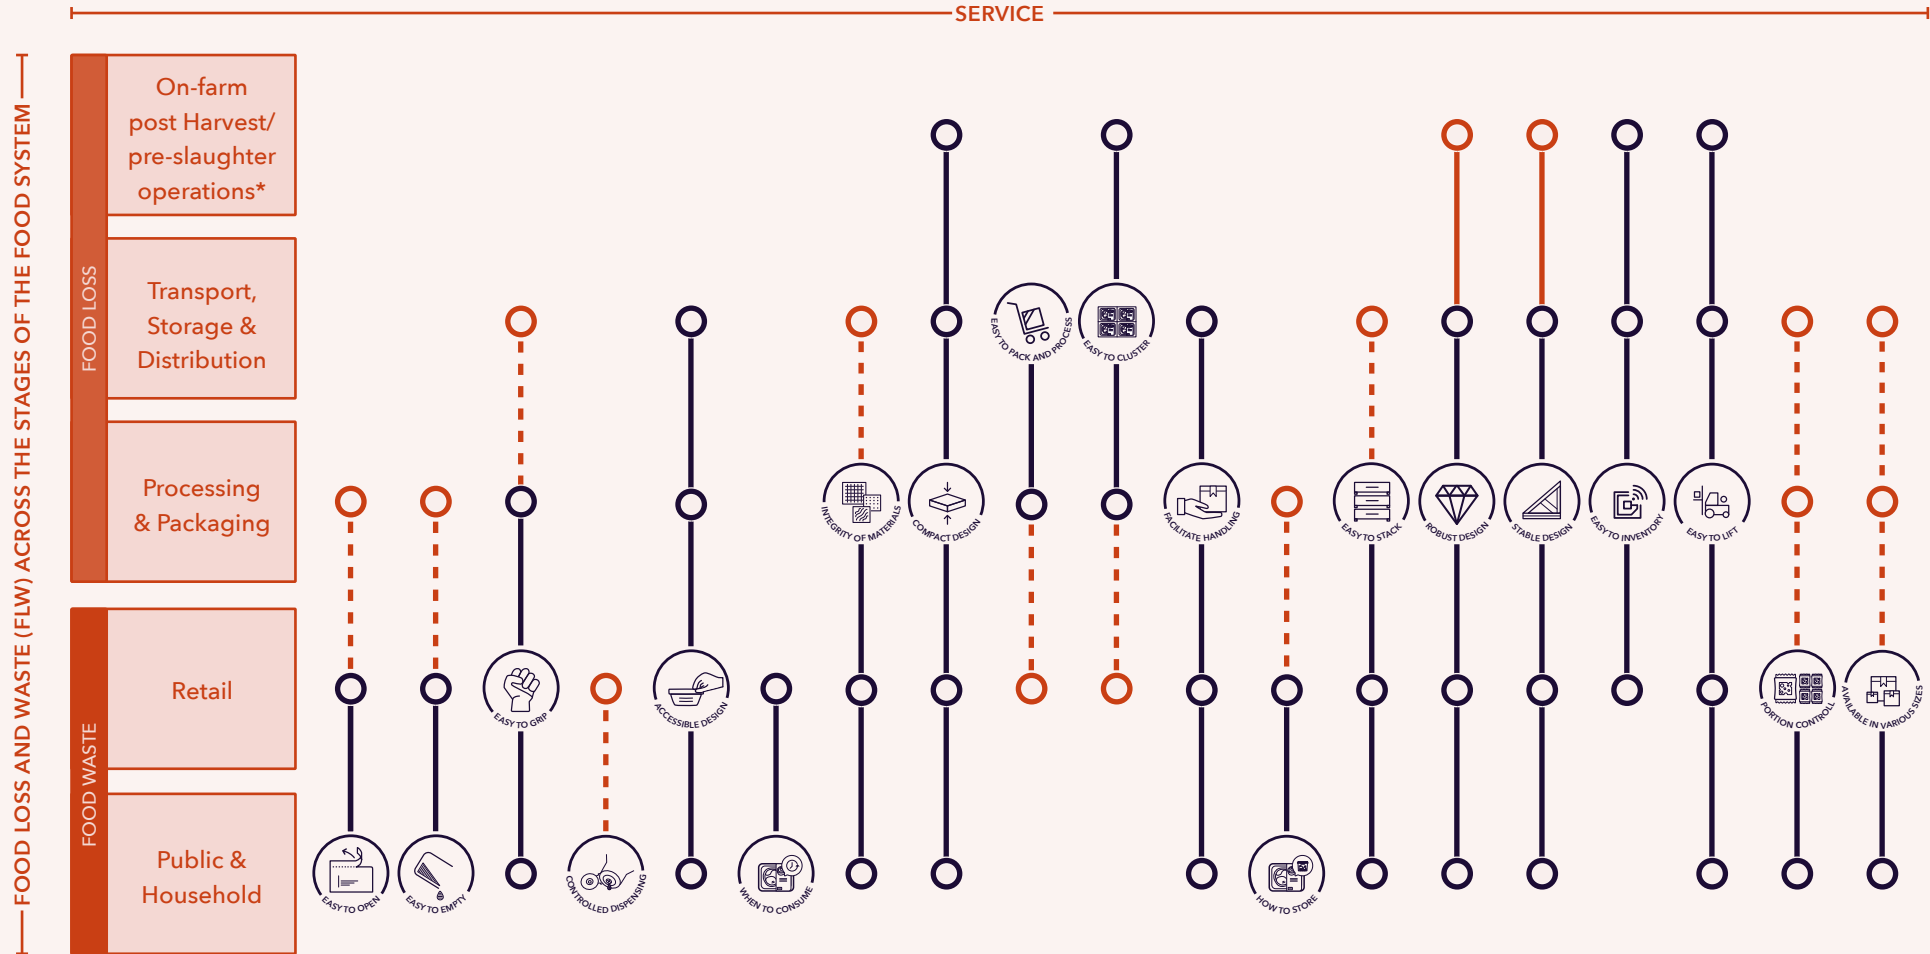 SERVICE
FOOD LOSS AND WASTE (FLW) ACROSS THE STAGES OF THE FOOD SYSTEM
FOOD LOSS
On-farm
post Harvest/
pre-slaughter
operations*
Transport,
Storage &
Distribution
Processing
& Packaging
FOOD WASTE
Retail
Public &
Household
EASY TO OPEN
EASY TO EMPTY
EASY TO GRIP
CONTROLLED DISPENSING
ACCESSIBLE DESIGN
WHEN TO CONSUME
INTEGRITY OF MATERIALS
COMPACT DESIGN
EASY TO PACK AND PROCESS
EASY TO CLUSTER
FACILITATE HANDLING
HOW TO STORE
EASY TO STACK
ROBUST DESIGN
STABLE DESIGN
EASY TO INVENTORY
EASY TO LIFT
PORTION CONTROLL
AVAILABLE IN VARIOUS SIZES